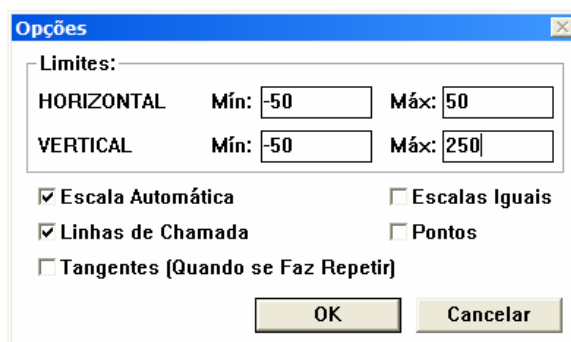 Opções
Limites:
HORIZONTAL Mín: -50 Máx: 50
VERTICAL Mín: -50 Máx: 250
Escala Automática Escalas Iguais
Linhas de Chamada Pontos
Tangentes (Quando se Faz Repetir)
OK Cancelar